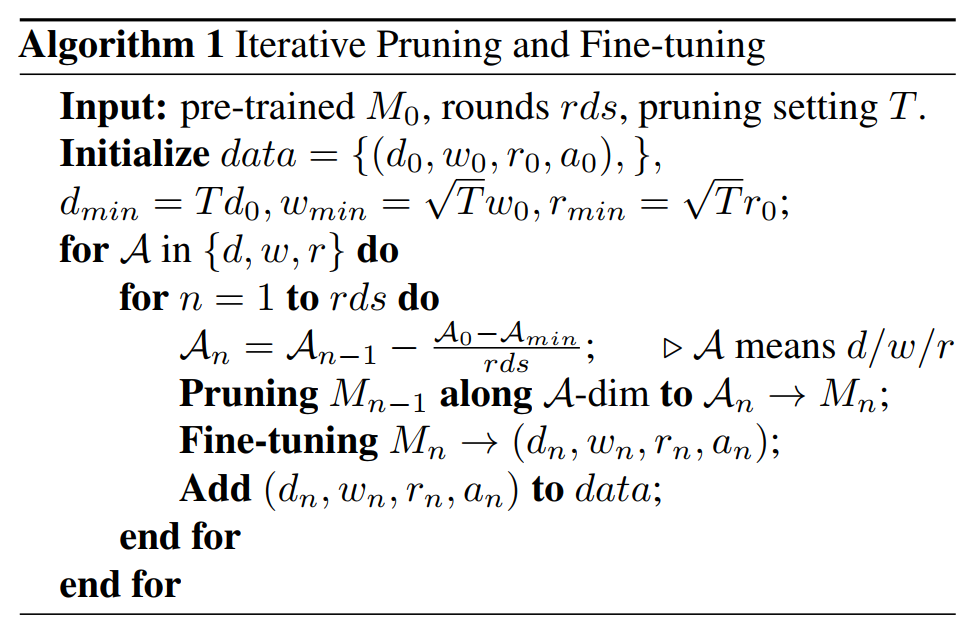 Algorithm 1 Iterative Pruning and Fine-tuning
Input: pre-trained $M_0$, rounds $rds$, pruning setting $T$.
Initialize $data = \{(d_0, w_0, r_0, a_0), \}$,
$d_{min} = Td_0, w_{min} = \sqrt{T}w_0, r_{min} = \sqrt{T}r_0$;
for $\mathcal{A}$ in $\{d, w, r\}$ do
for $n = 1$ to $rds$ do
$\mathcal{A}_n = \mathcal{A}_{n-1} - \frac{\mathcal{A}_0 - \mathcal{A}_{min}}{rds}$; ▷ $\mathcal{A}$ means $d/w/r$
Pruning $M_{n-1}$ along $\mathcal{A}$-dim to $\mathcal{A}_n \rightarrow M_n$;
Fine-tuning $M_n \rightarrow (d_n, w_n, r_n, a_n)$;
Add $(d_n, w_n, r_n, a_n)$ to $data$;
end for
end for